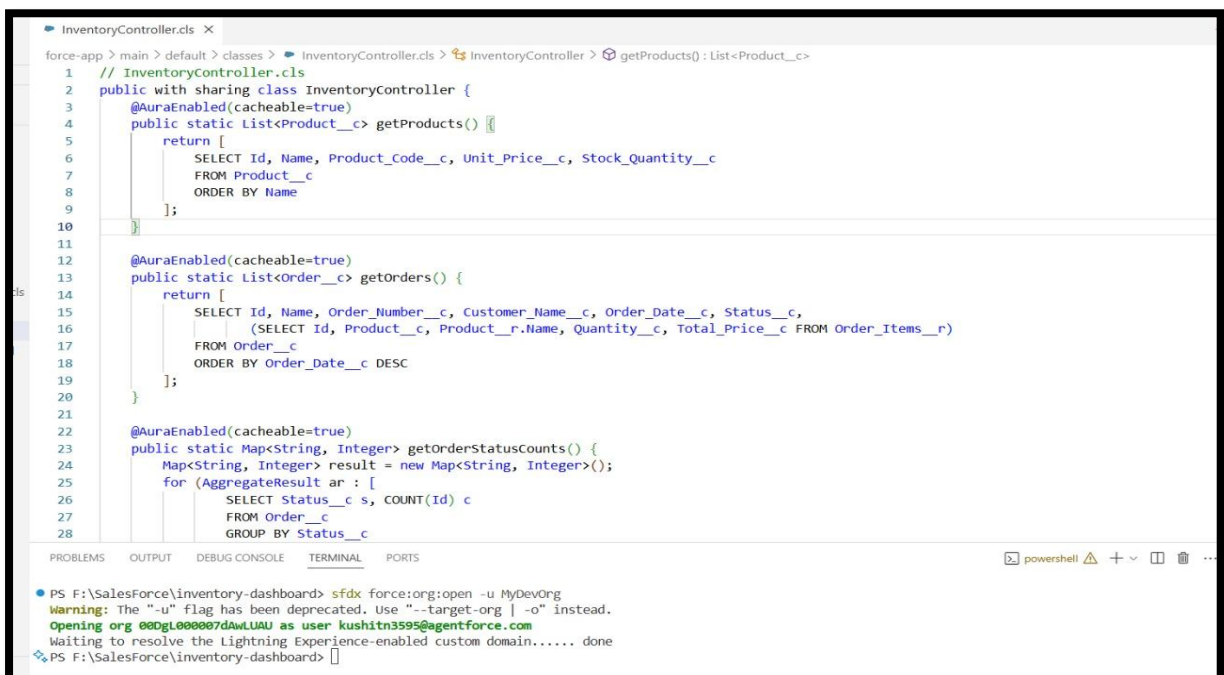 InventoryController.cls ×
force-app > main > default > classes > InventoryController.cls > InventoryController > getProducts() : List<Product__c>
1 // InventoryController.cls
2 public with sharing class InventoryController {
3 @AuraEnabled(cacheable=true)
4 public static List<Product__c> getProducts() {
5 return [
6 SELECT Id, Name, Product_Code__c, Unit_Price__c, Stock_Quantity__c
7 FROM Product__c
8 ORDER BY Name
9 ];
10 }
11
12 @AuraEnabled(cacheable=true)
13 public static List<Order__c> getOrders() {
cls
14 return [
15 SELECT Id, Name, Order_Number__c, Customer_Name__c, Order_Date__c, Status__c,
16 (SELECT Id, Product__c, Product__r.Name, Quantity__c, Total_Price__c FROM Order_Items__r)
17 FROM Order__c
18 ORDER BY Order_Date__c DESC
19 ];
20 }
21
22 @AuraEnabled(cacheable=true)
23 public static Map<String, Integer> getOrderStatusCounts() {
24 Map<String, Integer> result = new Map<String, Integer>();
25 for (AggregateResult ar : [
26 SELECT Status__c s, COUNT(Id) c
27 FROM Order__c
28 GROUP BY Status__c
PROBLEMS OUTPUT DEBUG CONSOLE TERMINAL PORTS powershell
PS F:\SalesForce\inventory-dashboard> sfdx force:org:open -u MyDevOrg
Warning: The "-u" flag has been deprecated. Use "--target-org | -o" instead.
Opening org 00DgL000007dAwLUAU as user kushitn3595@agentforce.com
Waiting to resolve the Lightning Experience-enabled custom domain...... done
PS F:\SalesForce\inventory-dashboard>